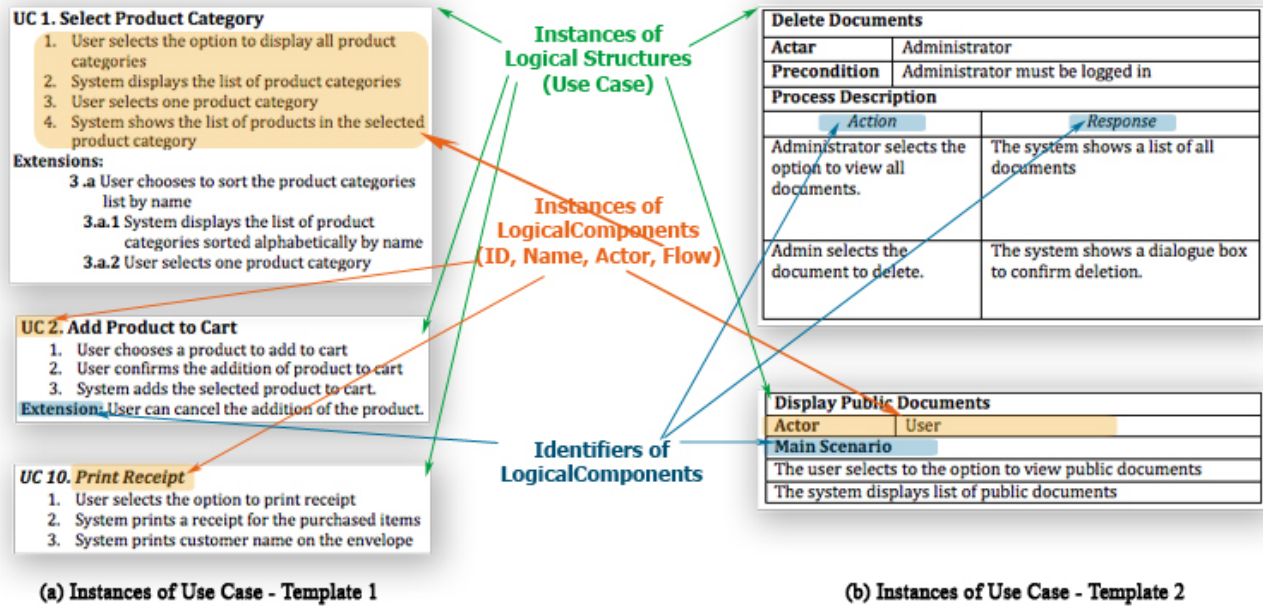 UC 1. Select Product Category
1. User selects the option to display all product
categories
2. System displays the list of product categories
3. User selects one product category
4. System shows the list of products in the selected
product category
Extensions:
3 .a User chooses to sort the product categories
list by name
3.a.1 System displays the list of product
categories sorted alphabetically by name
3.a.2 User selects one product category
UC 2. Add Product to Cart
1. User chooses a product to add to cart
2. User confirms the addition of product to cart
3. System adds the selected product to cart.
Extension: User can cancel the addition of the product.
UC 10. Print Receipt
1. User selects the option to print receipt
2. System prints a receipt for the purchased items
3. System prints customer name on the envelope
(a) Instances of Use Case - Template 1
Instances of
Logical Structures
(Use Case)
Instances of
LogicalComponents
(ID, Name, Actor, Flow)
Identifiers of
LogicalComponents
Delete Documents
Actar Administrator
Precondition Administrator must be logged in
Process Description
Action Response
Administrator selects the The system shows a list of all
option to view all documents
documents.
Admin selects the The system shows a dialogue box
document to delete. to confirm deletion.
Display Public Documents
Actor User
Main Scenario
The user selects to the option to view public documents
The system displays list of public documents
(b) Instances of Use Case - Template 2